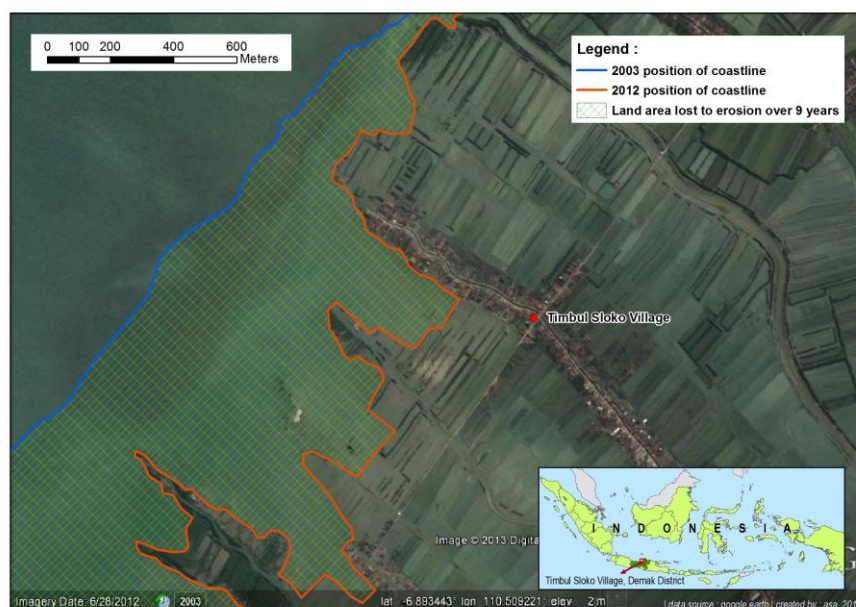 0 100 200 400 600
Meters
Legend :
2003 position of coastline
2012 position of coastline
Land area lost to erosion over 9 years
Timbul Sloko Village
Image © 2013 Digita
I N D O N E S I A
Timbul Sloko Village, Demak District
Imagery Date: 6/28/2012 2003 lat -6.893443° lon 110.509221° elev 2 m
data source : google earth | created by : asa, 201